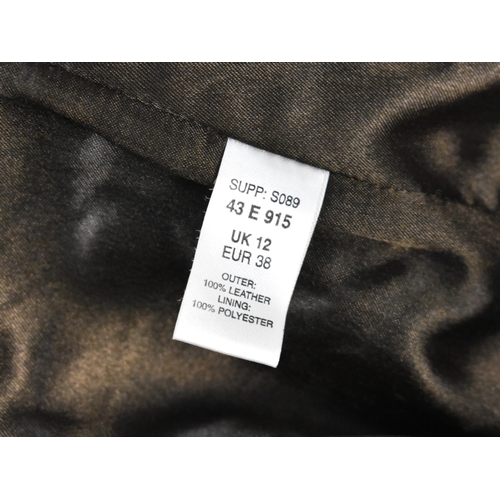 SUPP: S089
43 E 915
UK 12
EUR 38
OUTER:
100% LEATHER
LINING:
100% POLYESTER